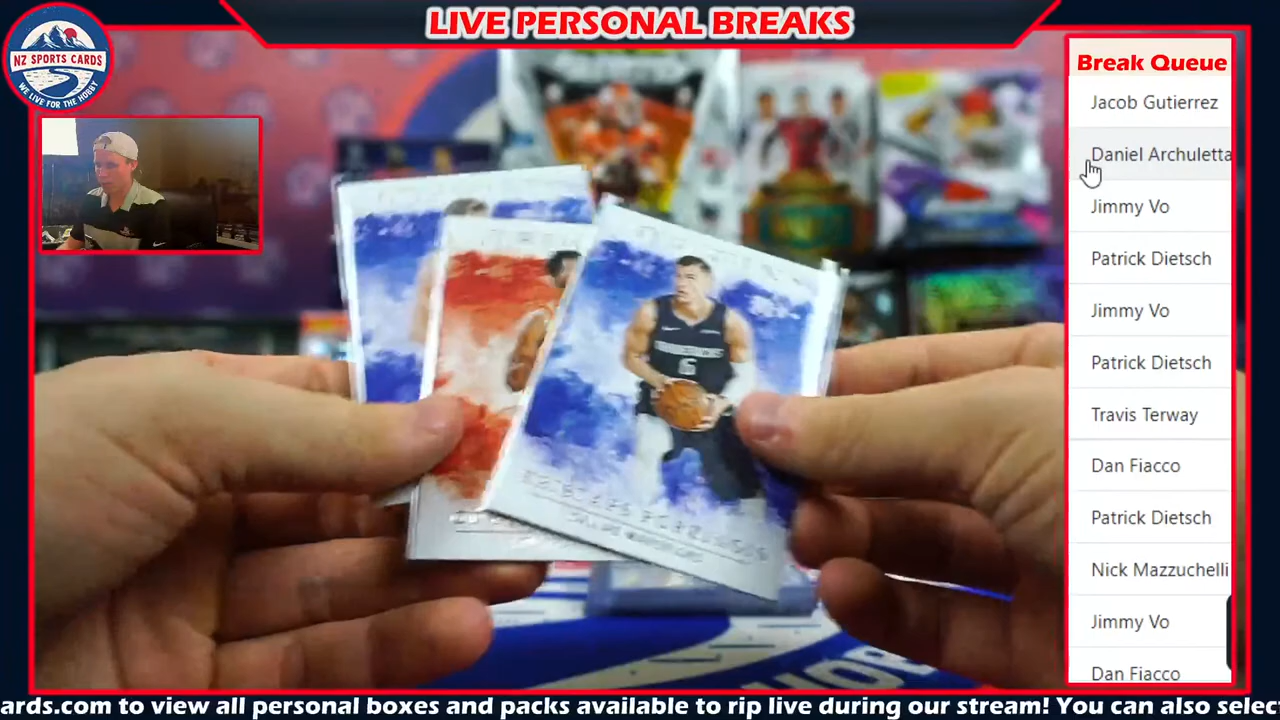 LIVE PERSONAL BREAKS
NZ SPORTS CARDS
WE LIVE FOR THE HOBBY
Break Queue
Jacob Gutierrez
Daniel Archuletta
Jimmy Vo
Patrick Dietsch
Jimmy Vo
Patrick Dietsch
Travis Terway
Dan Fiacco
Patrick Dietsch
Nick Mazzuchelli
Jimmy Vo
Dan Fiacco
ards.com to view all personal boxes and packs available to rip live during our stream! You can also selec